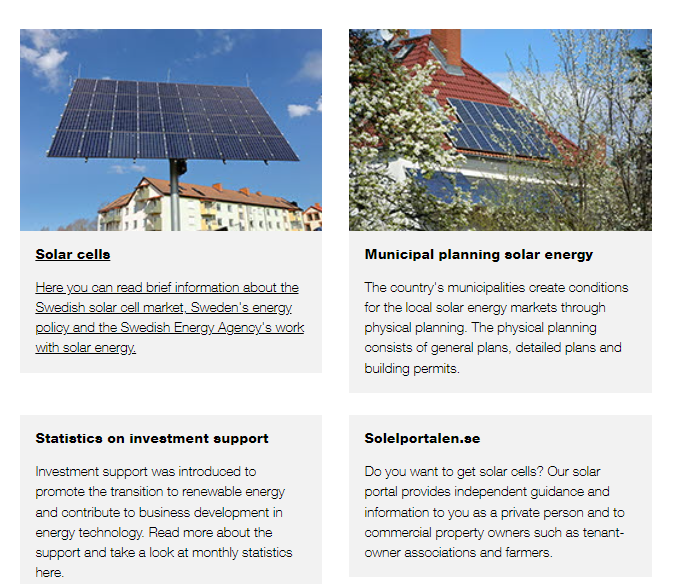 Solar cells
Here you can read brief information about the
Swedish solar cell market, Sweden's energy
policy and the Swedish Energy Agency's work
with solar energy.
Municipal planning solar energy
The country's municipalities create conditions
for the local solar energy markets through
physical planning. The physical planning
consists of general plans, detailed plans and
building permits.
Statistics on investment support
Investment support was introduced to
promote the transition to renewable energy
and contribute to business development in
energy technology. Read more about the
support and take a look at monthly statistics
here.
Solelportalen.se
Do you want to get solar cells? Our solar
portal provides independent guidance and
information to you as a private person and to
commercial property owners such as tenant-
owner associations and farmers.